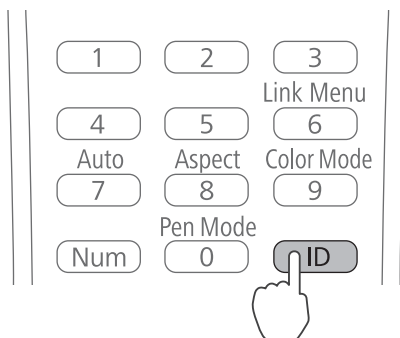 1 2 3
Link Menu
4 5 6
Auto Aspect Color Mode
7 8 9
Pen Mode
Num 0 ID